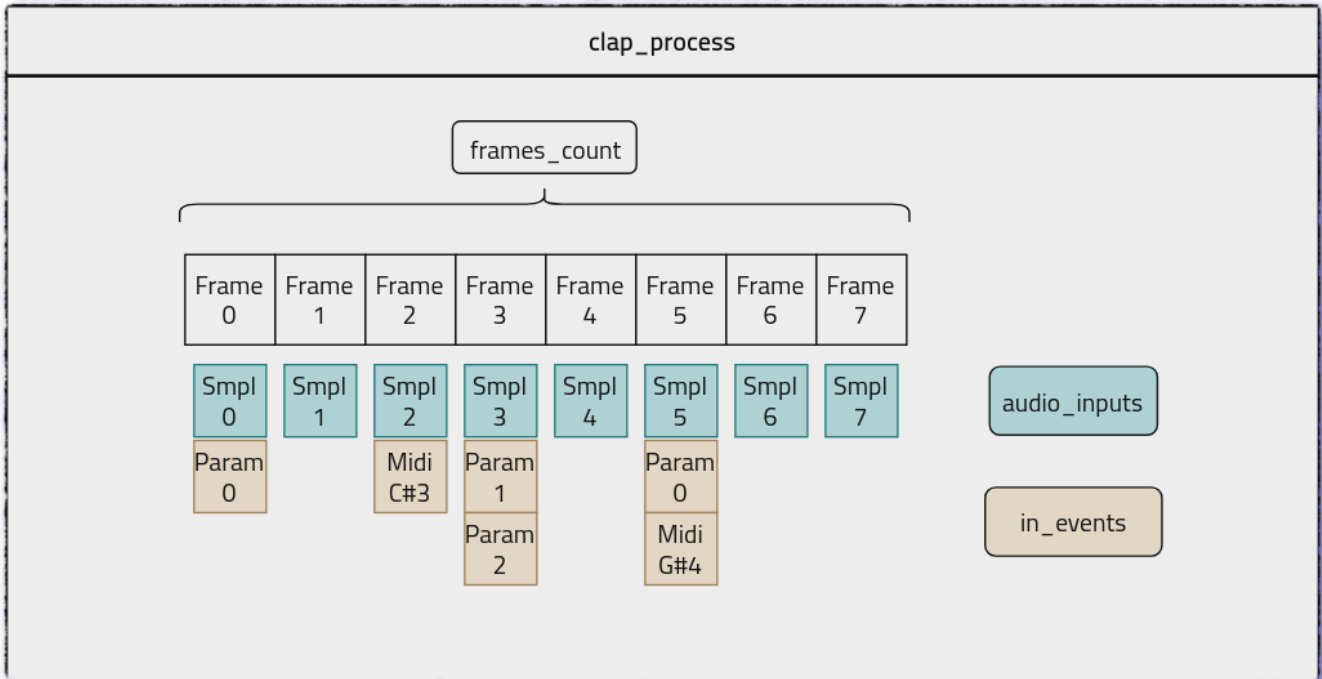 clap_process
frames_count
Frame Frame Frame Frame Frame Frame Frame Frame
0 1 2 3 4 5 6 7
Smpl Smpl Smpl Smpl Smpl Smpl Smpl Smpl
0 1 2 3 4 5 6 7
audio_inputs
Param Midi Param Param
0 C#3 1 0
Param Midi
2 G#4
in_events